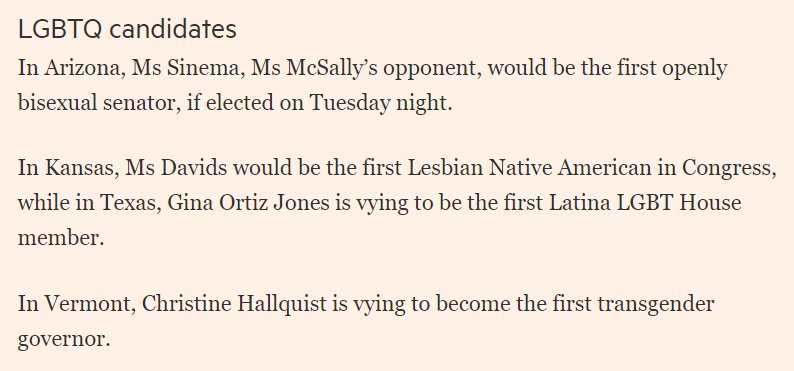 LGBTQ candidates
In Arizona, Ms Sinema, Ms McSally’s opponent, would be the first openly
bisexual senator, if elected on Tuesday night.
In Kansas, Ms Davids would be the first Lesbian Native American in Congress,
while in Texas, Gina Ortiz Jones is vying to be the first Latina LGBT House
member.
In Vermont, Christine Hallquist is vying to become the first transgender
governor.